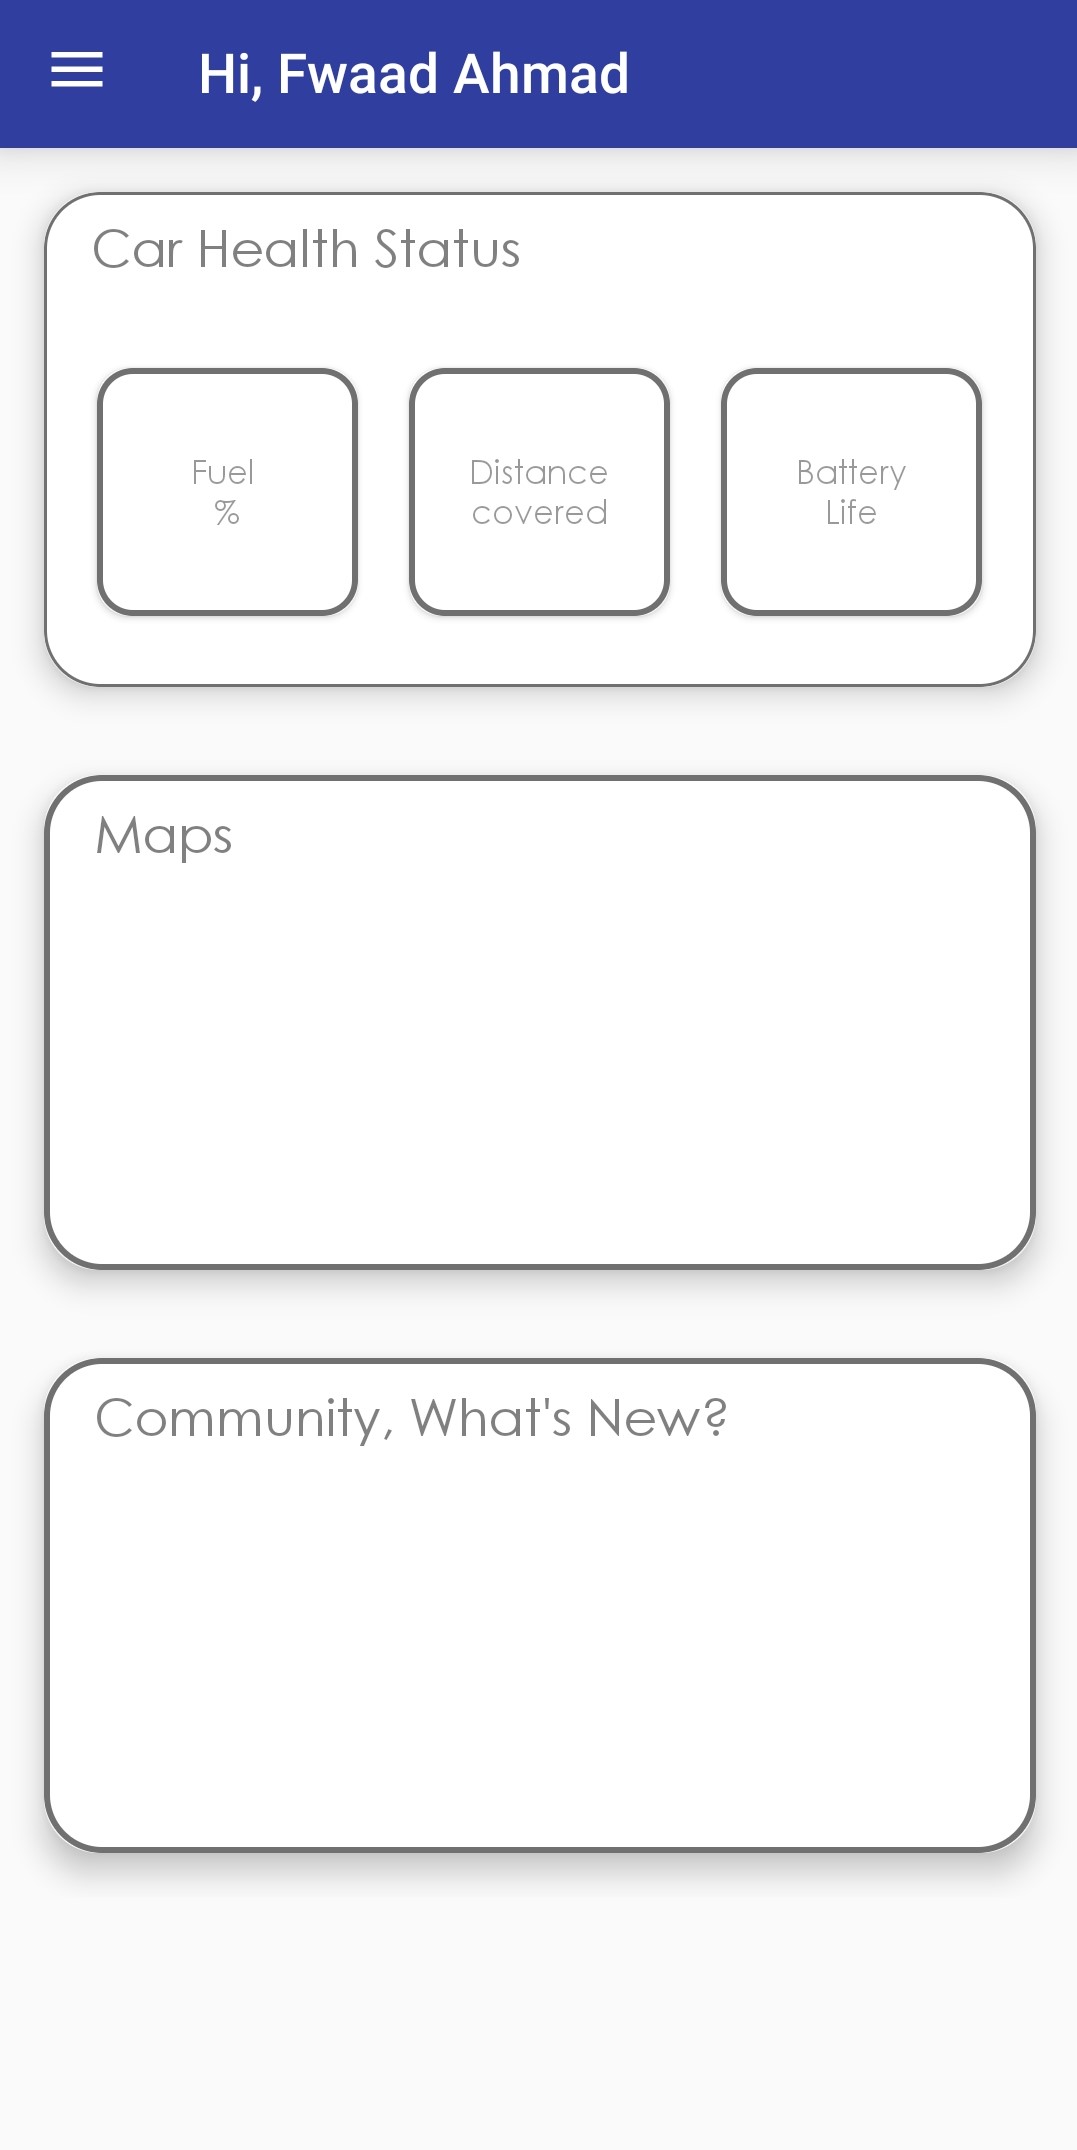 Hi, Fwaad Ahmad
Car Health Status
Fuel
%
Distance
covered
Battery
Life
Maps
Community, What's New?